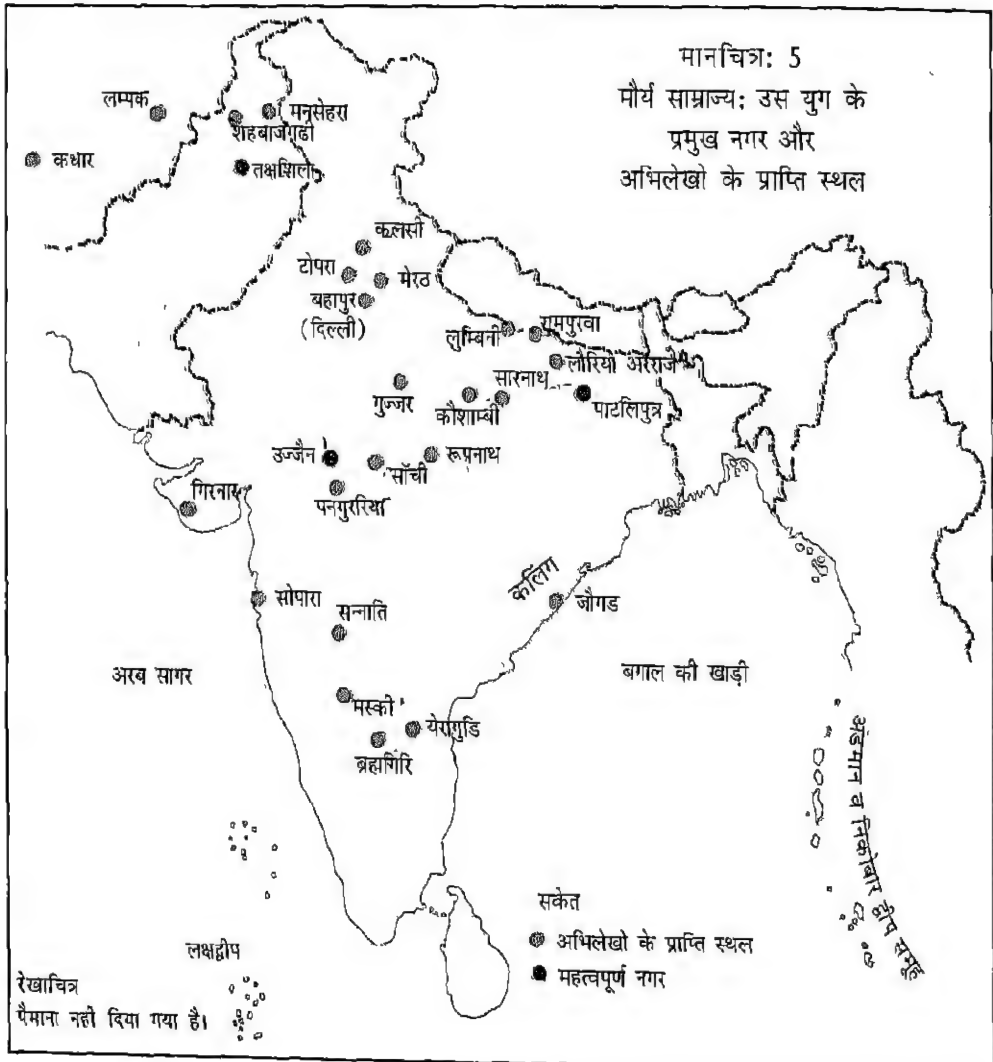 मानचित्र: 5
मौर्य साम्राज्य: उस युग के
प्रमुख नगर और
अभिलेखो के प्राप्ति स्थल
लम्पक
मनसेहरा
शहबाजगढी
कधार
तक्षशिला
कलसी
टोपरा
मेरठ
बहापुर
(दिल्ली)
लुम्बिनी
रामपुरवा
लौरिया अरराज
सारनाथ
गुज्जर
कौशाम्बी
पाटलिपुत्र
उज्जैन
साँची
रूपनाथ
गिरनार
पनगुररिया
कलिंग
सोपारा
जौगड
सन्नाति
अरब सागर
बगाल की खाड़ी
मस्की
येरागुडि
ब्रह्मगिरि
अंडमान व निकोबार द्वीप समूह
सकेत
अभिलेखो के प्राप्ति स्थल
महत्वपूर्ण नगर
लक्षद्वीप
रेखाचित्र
पैमाना नही दिया गया है।